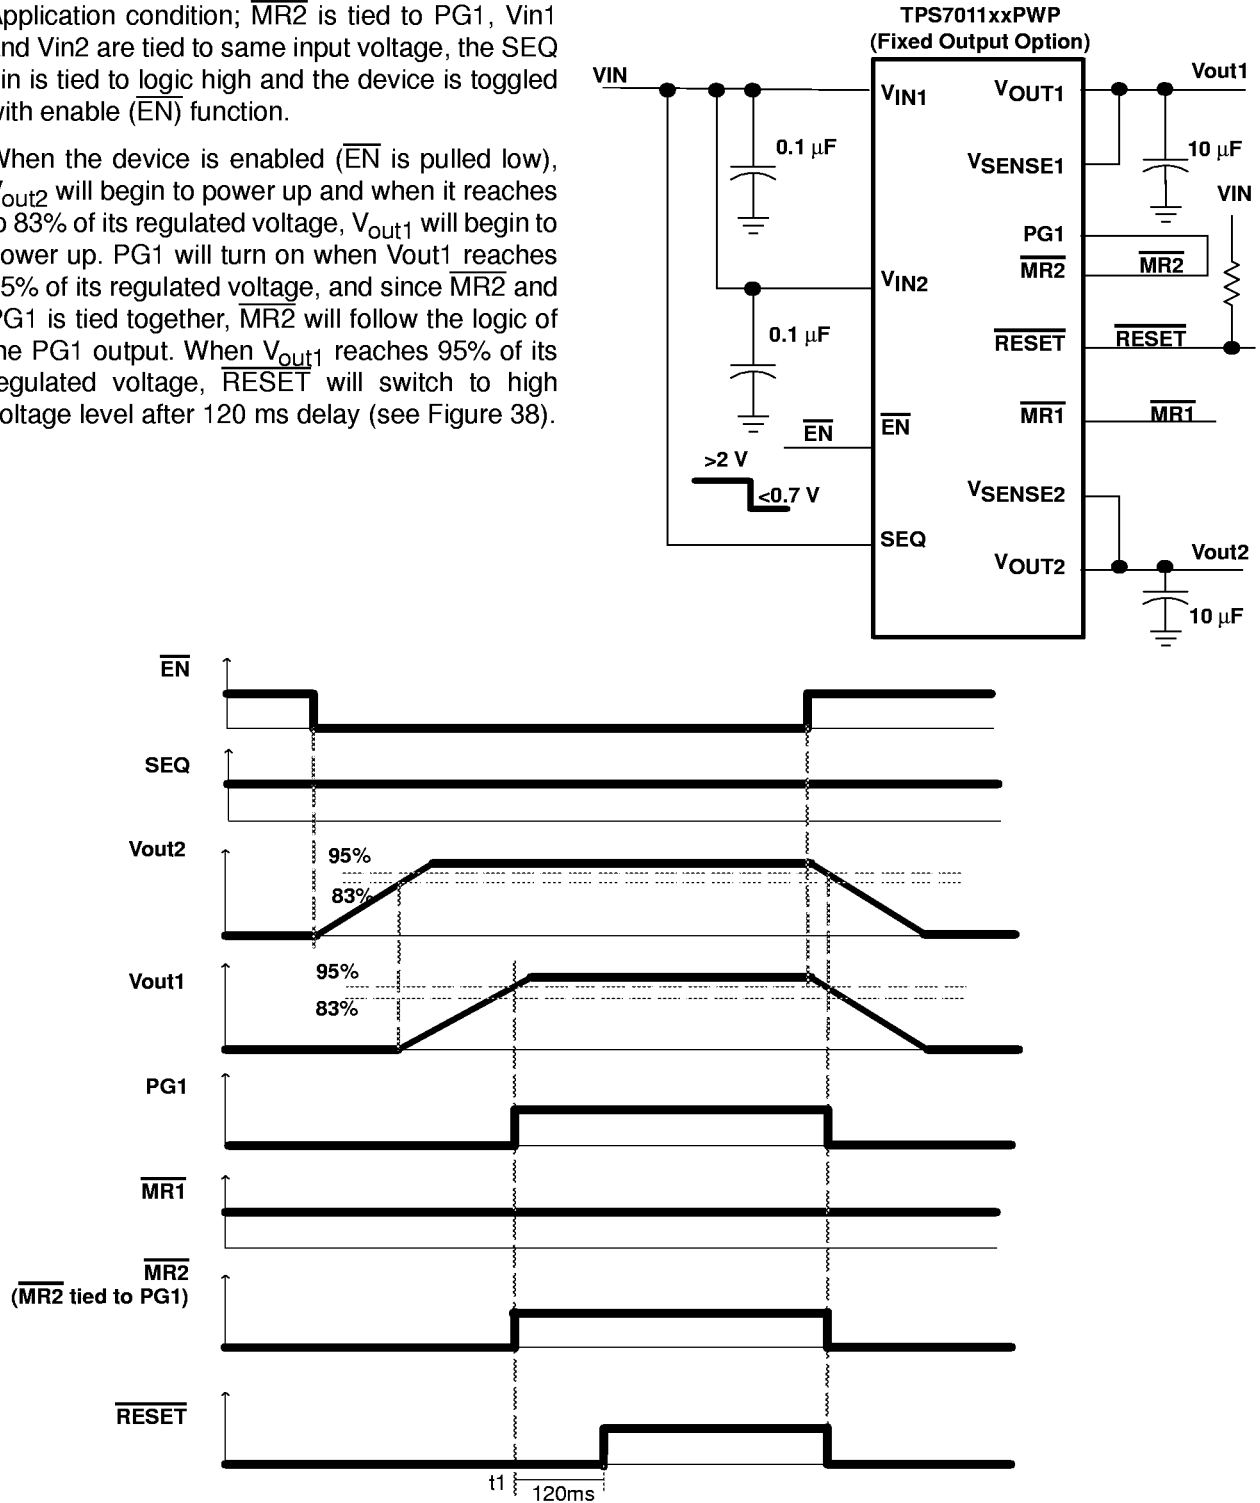 Application condition; MR2 is tied to PG1, Vin1
and Vin2 are tied to same input voltage, the SEQ
pin is tied to logic high and the device is toggled
with enable (EN) function.
When the device is enabled (EN is pulled low),
Vout2 will begin to power up and when it reaches
to 83% of its regulated voltage, Vout1 will begin to
power up. PG1 will turn on when Vout1 reaches
95% of its regulated voltage, and since MR2 and
PG1 is tied together, MR2 will follow the logic of
the PG1 output. When Vout1 reaches 95% of its
regulated voltage, RESET will switch to high
voltage level after 120 ms delay (see Figure 38).
TPS7011xxPWP
(Fixed Output Option)
VIN
VIN1
VOUT1
Vout1
0.1 µF
VSENSE1
10 µF
VIN
PG1
MR2
MR2
VIN2
0.1 µF
RESET
RESET
EN
EN
MR1
MR1
>2 V
<0.7 V
VSENSE2
SEQ
VOUT2
Vout2
10 µF
EN
SEQ
Vout2
95%
83%
Vout1
95%
83%
PG1
MR1
MR2
(MR2 tied to PG1)
RESET
t1
120ms